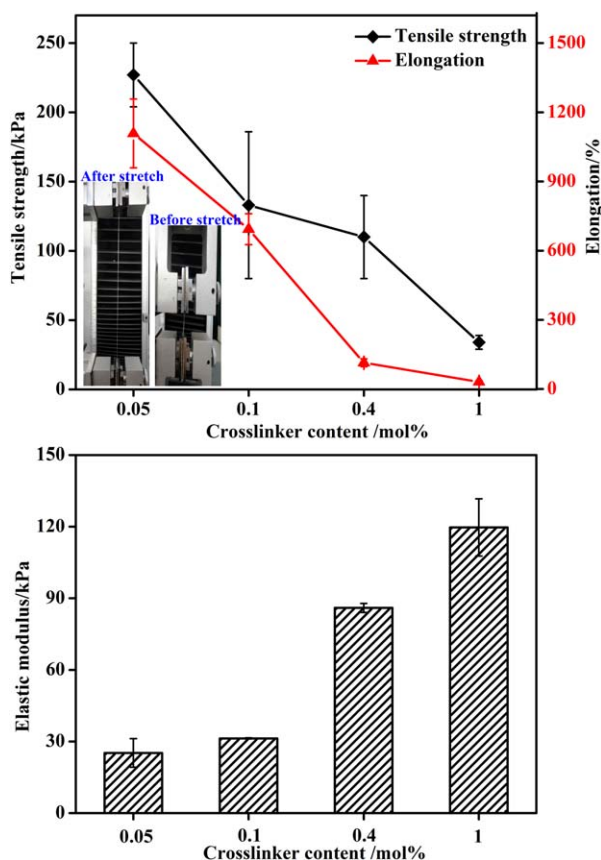 Tensile strength
Elongation
250
200
150
100
50
0
Tensile strength/kPa
1500
1200
900
600
300
0
Elongation/%
After stretch
Before stretch
0.05 0.1 0.4 1
Crosslinker content /mol%
150
120
90
60
30
0
Elastic modulus/kPa
0.05 0.1 0.4 1
Crosslinker content /mol%